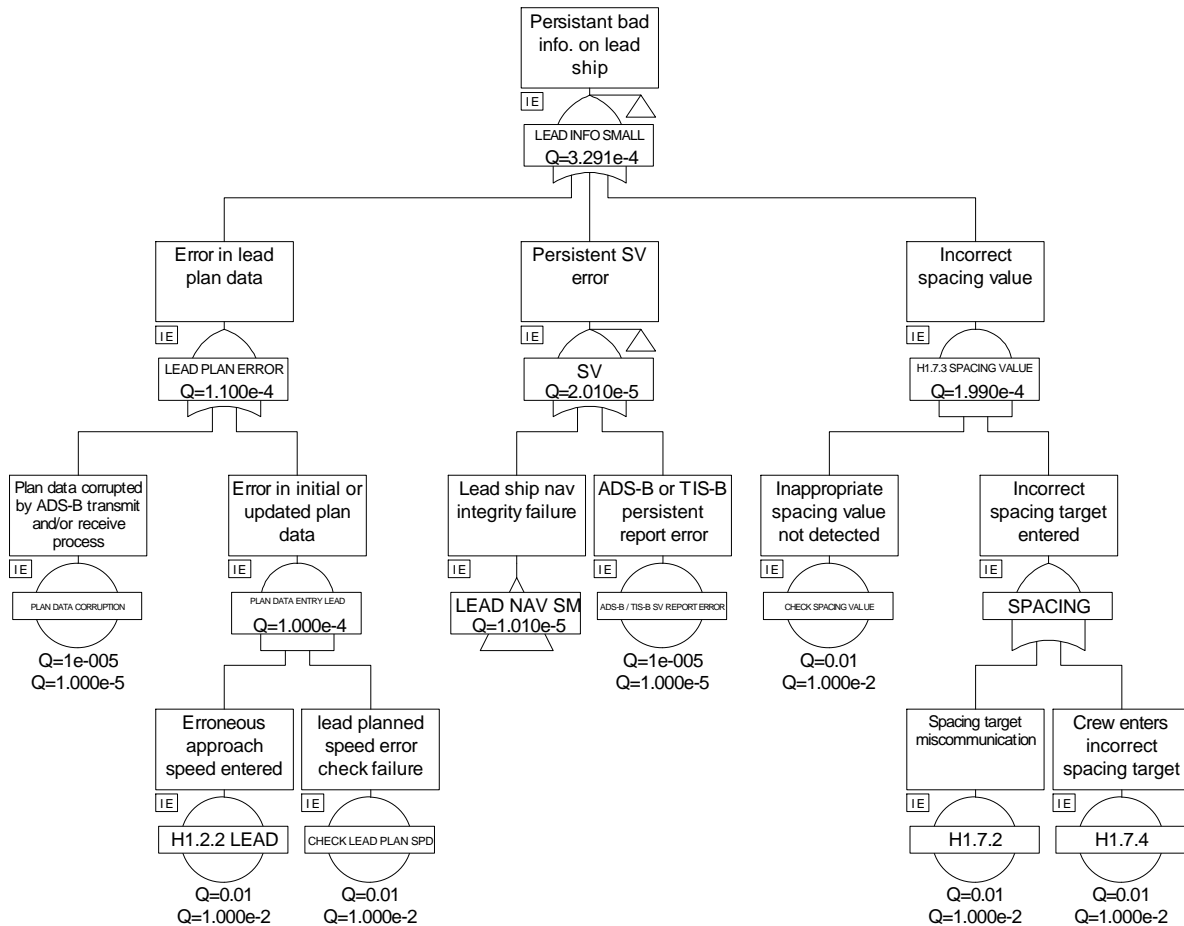 Persistant bad
info. on lead
ship
IE
LEAD INFO SMALL
Q=3.291e-4
Error in lead
plan data
IE
LEAD PLAN ERROR
Q=1.100e-4
Persistent SV
error
IE
SV
Q=2.010e-5
Incorrect
spacing value
IE
H1.7.3 SPACING VALUE
Q=1.990e-4
Plan data corrupted
by ADS-B transmit
and/or receive
process
IE
PLAN DATA CORRUPTION
Q=1e-005
Q=1.000e-5
Error in initial or
updated plan
data
IE
PLAN DATA ENTRY LEAD
Q=1.000e-4
Lead ship nav
integrity failure
IE
LEAD NAV SM
Q=1.010e-5
ADS-B or TIS-B
persistent
report error
IE
ADS-B / TIS-B SV REPORT ERROR
Q=1e-005
Q=1.000e-5
Inappropriate
spacing value
not detected
IE
CHECK SPACING VALUE
Q=0.01
Q=1.000e-2
Incorrect
spacing target
entered
IE
SPACING
Erroneous
approach
speed entered
IE
H1.2.2 LEAD
Q=0.01
Q=1.000e-2
lead planned
speed error
check failure
IE
CHECK LEAD PLAN SPD
Q=0.01
Q=1.000e-2
Spacing target
miscommunication
IE
H1.7.2
Q=0.01
Q=1.000e-2
Crew enters
incorrect
spacing target
IE
H1.7.4
Q=0.01
Q=1.000e-2